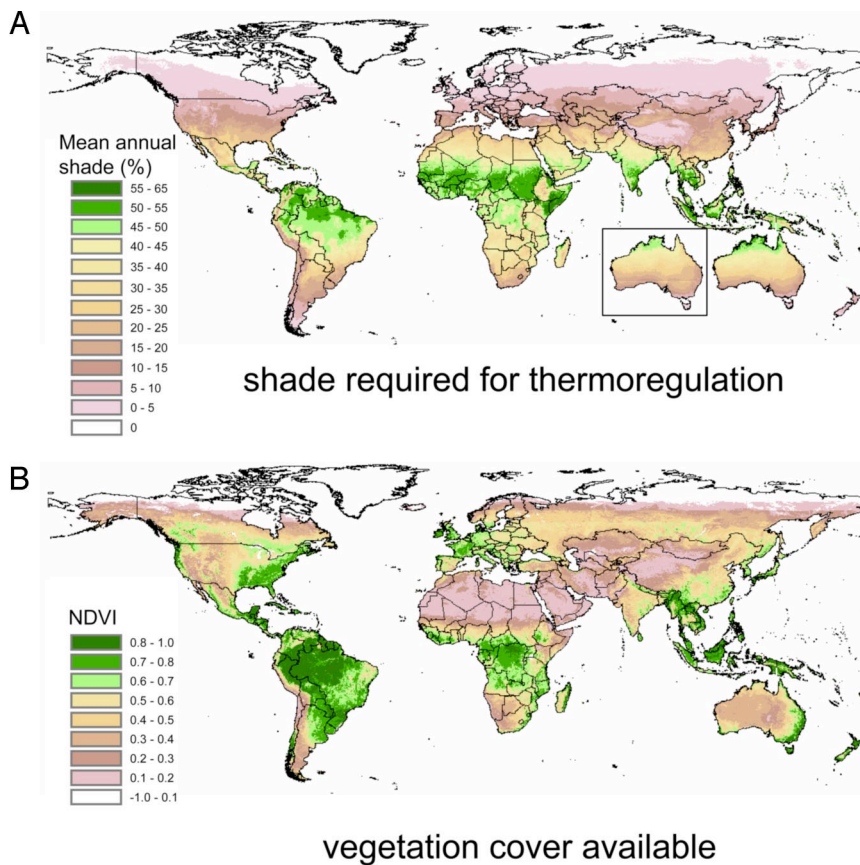 A
Mean annual
shade (%)
55 - 65
50 - 55
45 - 50
40 - 45
35 - 40
30 - 35
25 - 30
20 - 25
15 - 20
10 - 15
5 - 10
0 - 5
0
shade required for thermoregulation
B
NDVI
0.8 - 1.0
0.7 - 0.8
0.6 - 0.7
0.5 - 0.6
0.4 - 0.5
0.3 - 0.4
0.2 - 0.3
0.1 - 0.2
-1.0 - 0.1
vegetation cover available